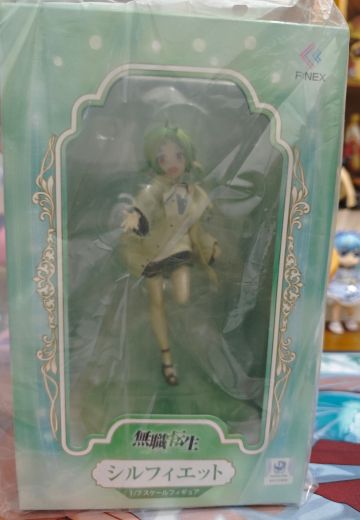 F:NEX
無職転生
シルフィエット
1/7スケールフィギュア